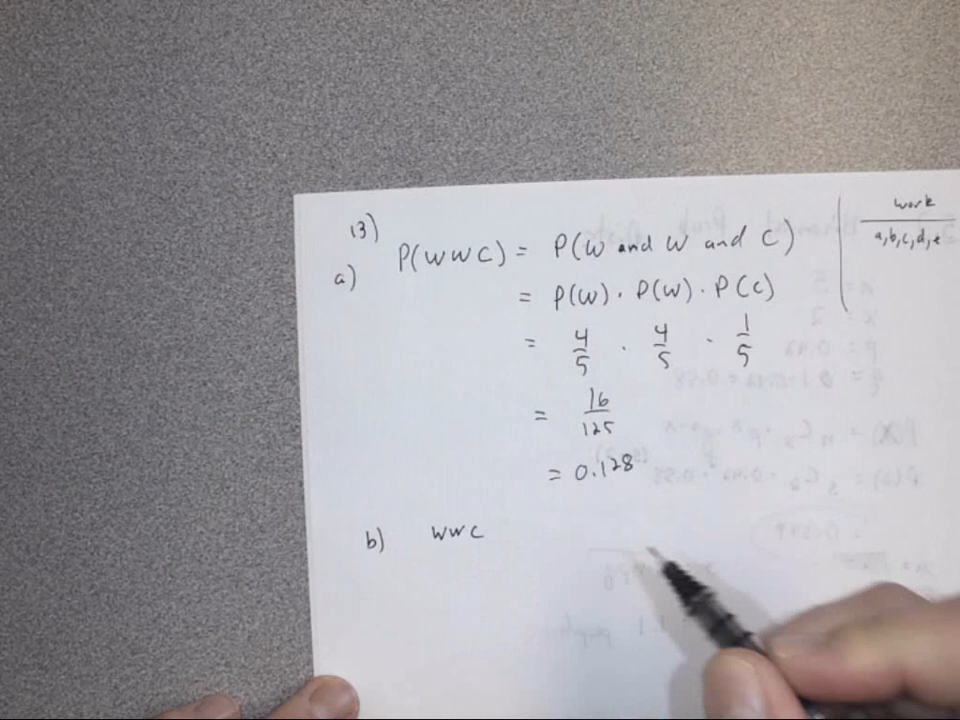 13)
a) P(WWC) = P(W and W and C)
= P(W) · P(W) · P(C)
= 4/5 · 4/5 · 1/5
= 16/125
= 0.128
b) WWC
work
a,b,c,d,e